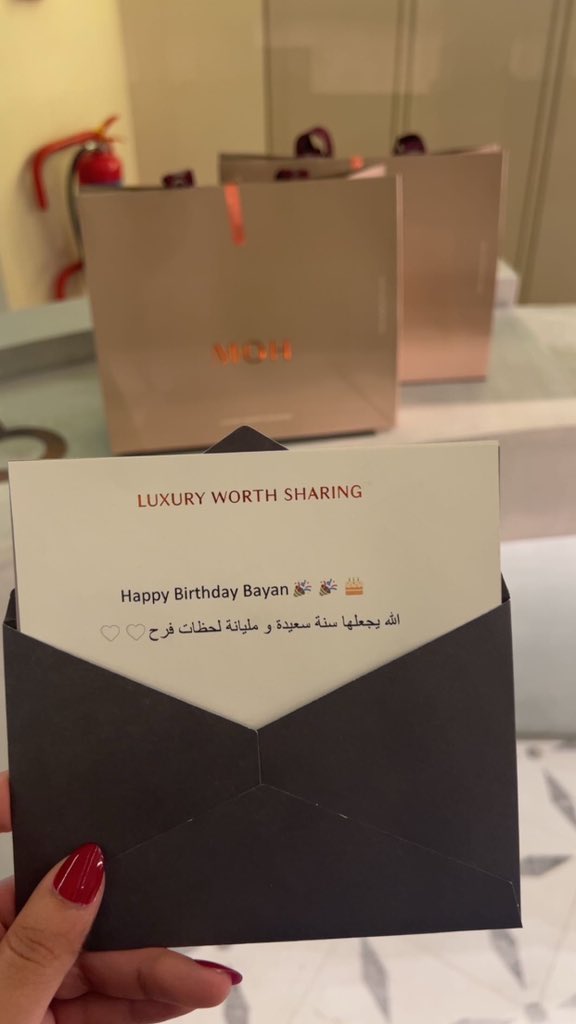 MOH
LUXURY WORTH SHARING
Happy Birthday Bayan 🎉 🎉 🎂
الله يجعلها سنة سعيدة و مليانة لحظات فرح 🤍 🤍